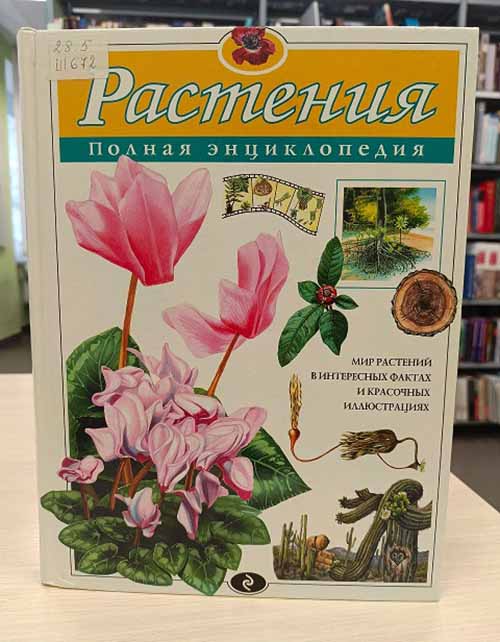 28.5
Ш672
Растения
Полная энциклопедия
МИР РАСТЕНИЙ
В ИНТЕРЕСНЫХ ФАКТАХ
И КРАСОЧНЫХ
ИЛЛЮСТРАЦИЯХ